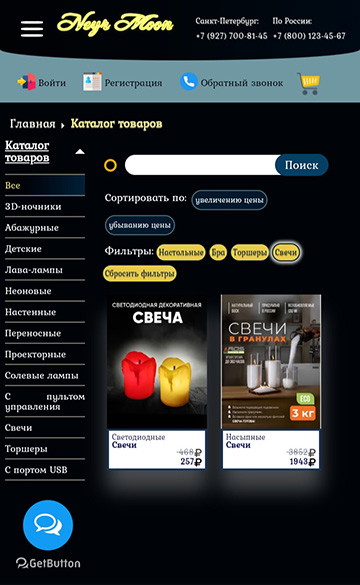 Neyr Moon
Санкт-Петербург:
+7 (927) 700-81-45
По России:
+7 (800) 123-45-67
Войти
Регистрация
Обратный звонок
Главная
Каталог товаров
Каталог
товаров
Все
3D-ночники
Абажурные
Детские
Лава-лампы
Неоновые
Настенные
Переносные
Проекторные
Солевые лампы
С пультом
управления
Свечи
Торшеры
С портом USB
Поиск
Сортировать по: увеличению цены
убыванию цены
Фильтры: Настольные Бра Торшеры Свечи
Сбросить фильтры
СВЕТОДИОДНАЯ ДЕКОРАТИВНАЯ
СВЕЧА
Светодиодные
Свечи
468₽
257₽
НАТУРАЛЬНЫЙ
ВОСК
СВЕЧИ
В ГРАНУЛАХ
ECO
3 КГ
Насыпные
Свечи
3852₽
1943₽
GetButton